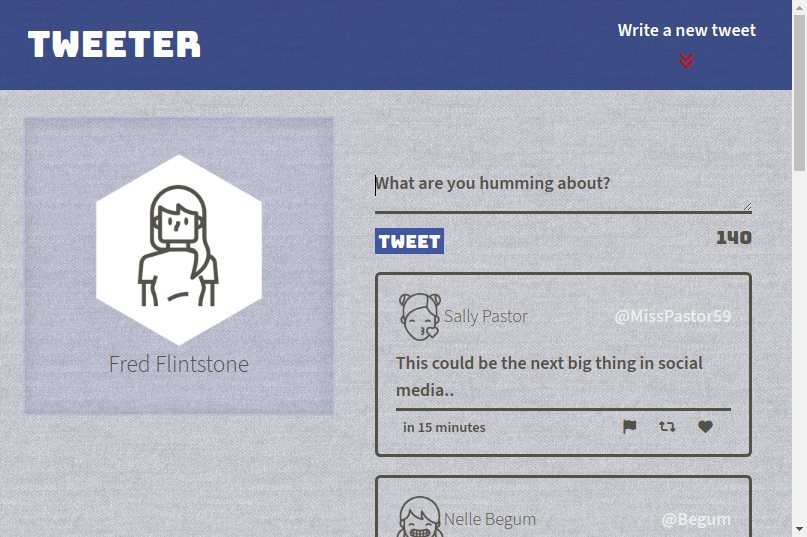 TWEETER
Write a new tweet
Fred Flintstone
What are you humming about?
TWEET
140
Sally Pastor
@MissPastor59
This could be the next big thing in social
media..
in 15 minutes
Nelle Begum
@Begum